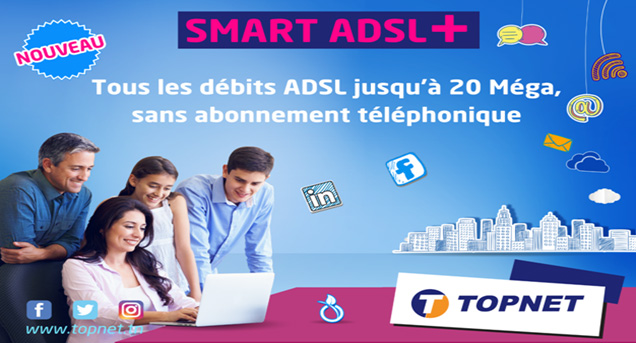 NOUVEAU
SMART ADSL+
Tous les débits ADSL jusqu'à 20 Méga,
sans abonnement téléphonique
in
f
@
T TOPNET
f
www.topnet.tn